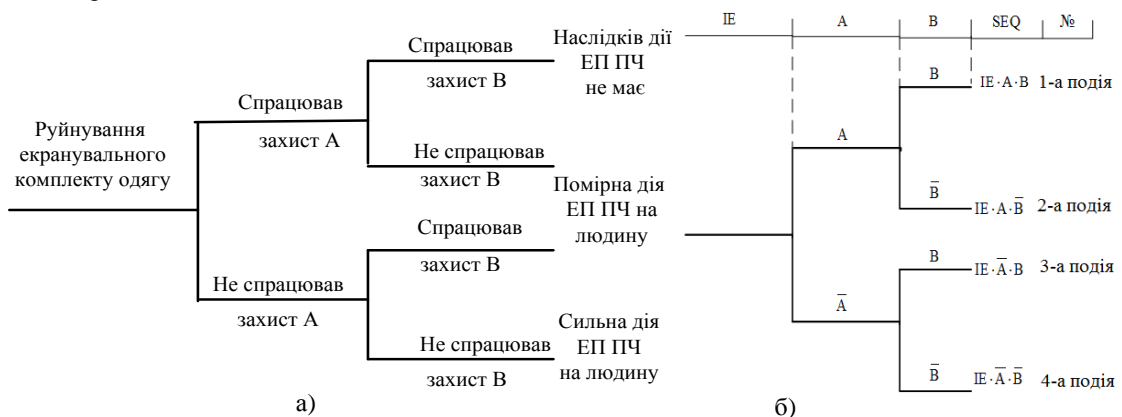 Руйнування
екранувального
комплекту одягу
Спрацював
захист А
Не спрацював
захист А
Спрацював
захист В
Не спрацював
захист В
Спрацював
захист В
Не спрацював
захист В
Наслідків дії
ЕП ПЧ
не має
Помірна дія
ЕП ПЧ на
людину
Сильна дія
ЕП ПЧ
на людину
а)
IE A B SEQ №
A
A̅
B
B̅
B
B̅
IE·A·B 1-а подія
IE·A·B̅ 2-а подія
IE·A̅·B 3-а подія
IE·A̅·B̅ 4-а подія
б)